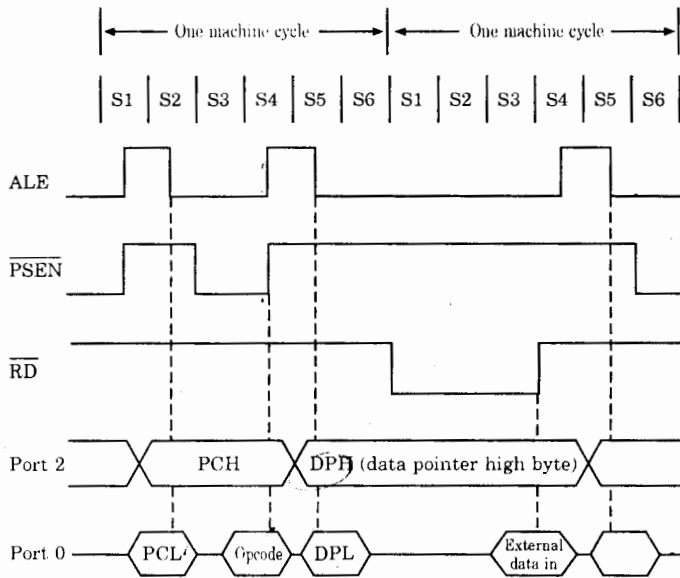 One machine cycle One machine cycle
S1 S2 S3 S4 S5 S6 S1 S2 S3 S4 S5 S6
ALE
PSEN
RD
Port 2 PCH DPH (data pointer high byte)
Port 0 PCL Opcode DPL External
data in